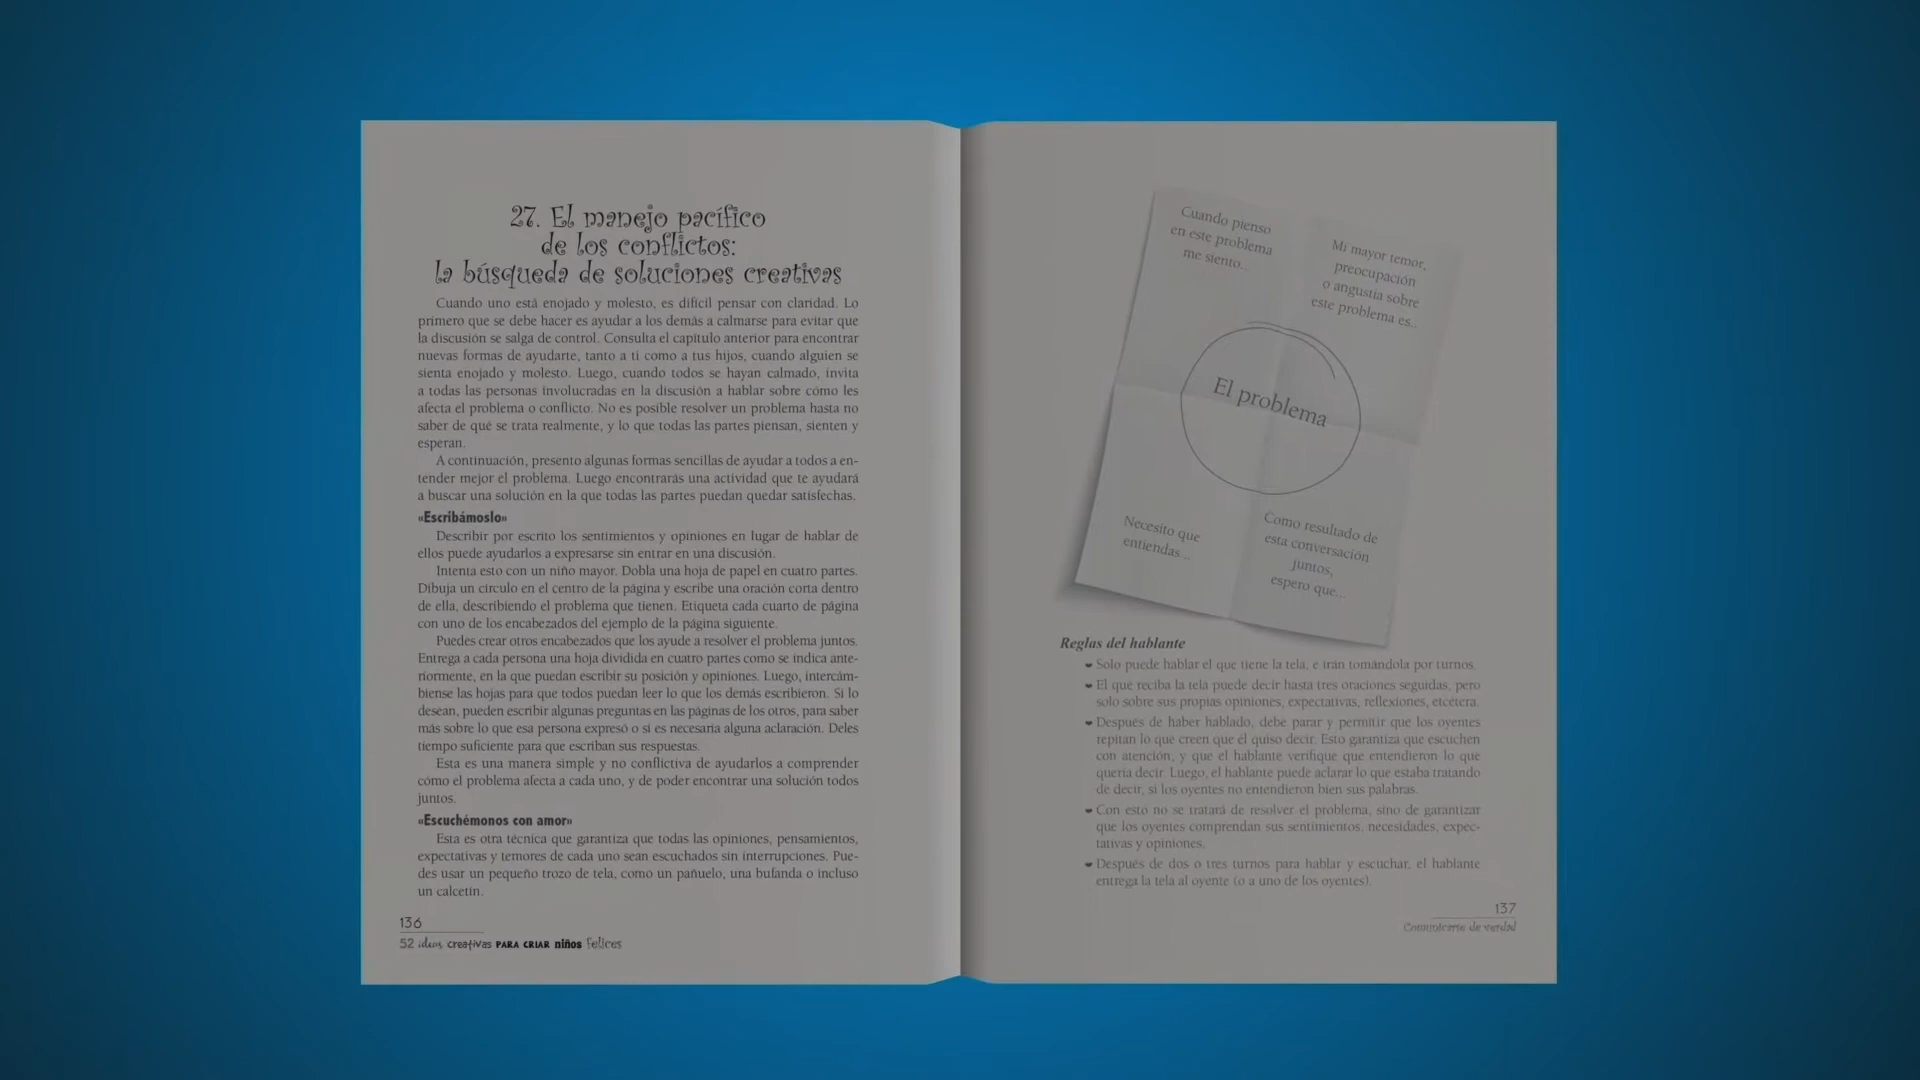 27. El manejo pacífico
de los conflictos:
la búsqueda de soluciones creativas
Cuando uno está enojado y molesto, es difícil pensar con claridad. Lo
primero que se debe hacer es ayudar a los demás a calmarse para evitar que
la discusión se salga de control. Consulta el capítulo anterior para encontrar
nuevas formas de ayudarte, tanto a ti como a tus hijos, cuando alguien se
sienta enojado y molesto. Luego, cuando todos se hayan calmado, invita
a todas las personas involucradas en la discusión a hablar sobre cómo les
afecta el problema o conflicto. No es posible resolver un problema hasta no
saber de qué se trata realmente, y lo que todas las partes piensan, sienten y
esperan.
A continuación, presento algunas formas sencillas de ayudar a todos a en-
tender mejor el problema. Luego encontrarás una actividad que te ayudará
a buscar una solución en la que todas las partes puedan quedar satisfechas.
«Escribámoslo»
Describir por escrito los sentimientos y opiniones en lugar de hablar de
ellos puede ayudarlos a expresarse sin entrar en una discusión.
Intenta esto con un niño mayor. Dobla una hoja de papel en cuatro partes.
Dibuja un círculo en el centro de la página y escribe una oración corta dentro
de ella, describiendo el problema que tienen. Etiqueta cada cuarto de página
con uno de los encabezados del ejemplo de la página siguiente.
Puedes crear otros encabezados que los ayude a resolver el problema juntos.
Entrega a cada persona una hoja dividida en cuatro partes como se indica ante-
riormente, en la que puedan escribir su posición y opiniones. Luego, intercám-
biense las hojas para que todos puedan leer lo que los demás escribieron. Si lo
desean, pueden escribir algunas preguntas en las páginas de los otros, para saber
más sobre lo que esa persona expresó o si es necesaria alguna aclaración. Deles
tiempo suficiente para que escriban sus respuestas.
Esta es una manera simple y no conflictiva de ayudarlos a comprender
cómo el problema afecta a cada uno, y de poder encontrar una solución todos
juntos.
«Escuchémonos con amor»
Esta es otra técnica que garantiza que todas las opiniones, pensamientos,
expectativas y temores de cada uno sean escuchados sin interrupciones. Pue-
des usar un pequeño trozo de tela, como un pañuelo, una bufanda o incluso
un calcetín.
136
52 ideas creativas PARA CRIAR niños felices
Cuando pienso
en este problema
me siento...
Mi mayor temor,
preocupación
o angustia sobre
este problema es...
El problema
Necesito que
entiendas...
Como resultado de
esta conversación
juntos,
espero que...
Reglas del hablante
Solo puede hablar el que tiene la tela, e irán tomándola por turnos.
El que reciba la tela puede decir hasta tres oraciones seguidas, pero
solo sobre sus propias opiniones, expectativas, reflexiones, etcétera.
Después de haber hablado, debe parar y permitir que los oyentes
repitan lo que creen que él quiso decir. Esto garantiza que escuchen
con atención, y que el hablante verifique que entendieron lo que
quería decir. Luego, el hablante puede aclarar lo que estaba tratando
de decir, si los oyentes no entendieron bien sus palabras.
Con esto no se tratará de resolver el problema, sino de garantizar
que los oyentes comprendan sus sentimientos, necesidades, expec-
tativas y opiniones.
Después de dos o tres turnos para hablar y escuchar, el hablante
entrega la tela al oyente (o a uno de los oyentes).
137
Comunicarse de verdad